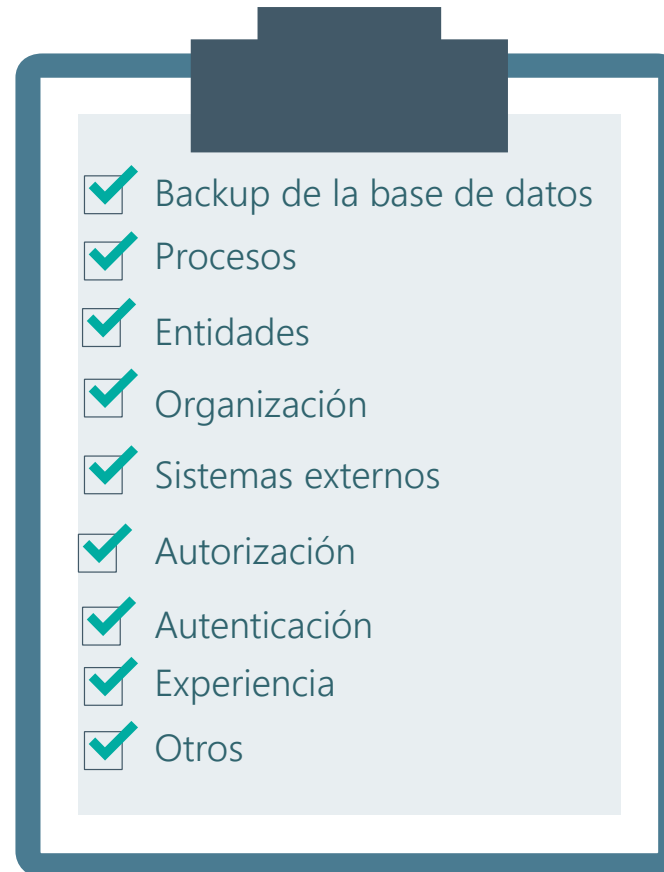 Backup de la base de datos
Procesos
Entidades
Organización
Sistemas externos
Autorización
Autenticación
Experiencia
Otros